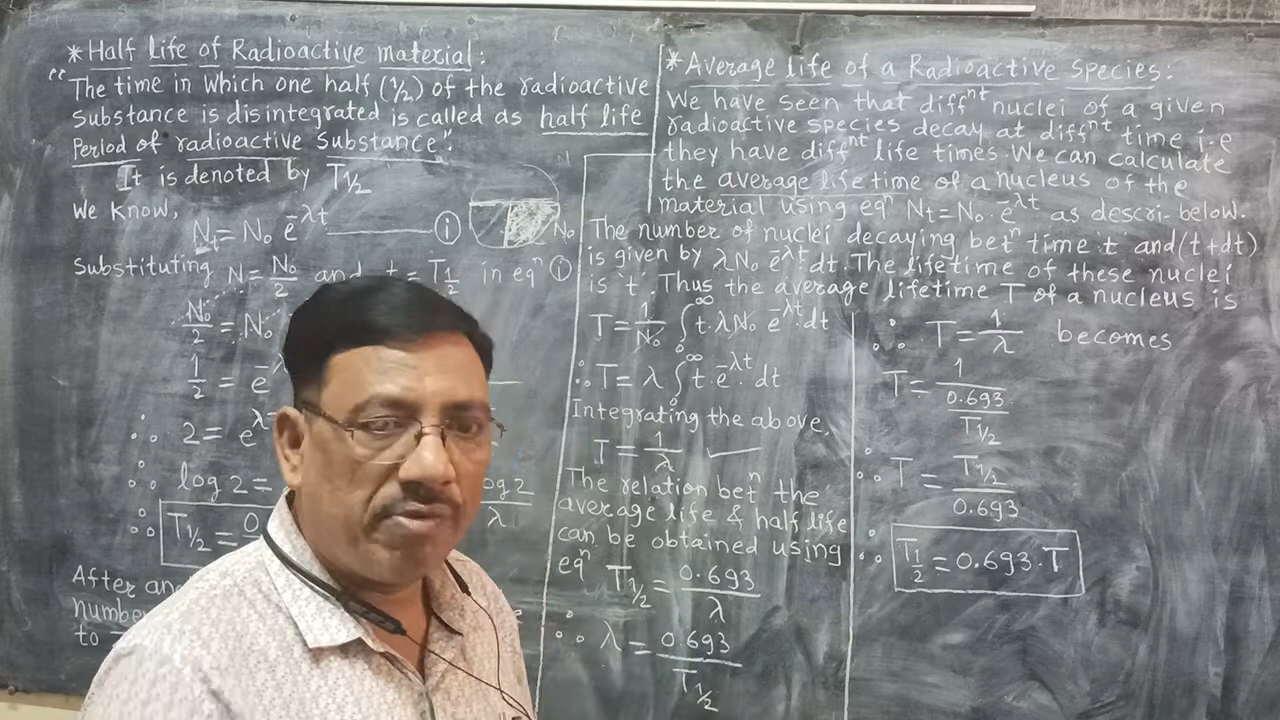 *Half Life of Radioactive material:
"The time in which one half (1/2) of the radioactive
Substance is disintegrated is called as half life
Period of radioactive Substance".
It is denoted by T1/2
We know,
Nt = N₀ e^-λt ① 
N₀
Substituting N = N₀/2 and t = T1/2 in eqⁿ ①
N₀/2 = N₀
1/2 = e^-λ
∴ 2 = e^λ
∴ log 2 = log2/λ
∴ T1/2 = 0
After an
numbe
to
*Average life of a Radioactive species:
We have seen that diffⁿᵗ nuclei of a given
radioactive species decay at diffⁿᵗ time i.e
they have diffⁿᵗ life times. We can calculate
the average lifetime of a nucleus of the
material using eqⁿ Nt = N₀·e^-λt as descri- below.
The number of nuclei decaying betⁿ time 't' and (t+dt)
is given by λN₀ e^-λt dt. The lifetime of these nuclei
is 't'. Thus the average lifetime T of a nucleus is
T = 1/N₀ ∫₀^∞ t·λN₀ e^-λt·dt
∴ T = λ ∫₀^∞ t·e^-λt·dt
Integrating the above,
T = 1/λ
The relation betⁿ the
average life & half life
can be obtained using
eqⁿ T1/2 = 0.693/λ
∴ λ = 0.693/T1/2
∴ T = 1/λ becomes
T = 1/(0.693/T1/2)
∴ T = T1/2/0.693
∴ T1/2 = 0.693·T